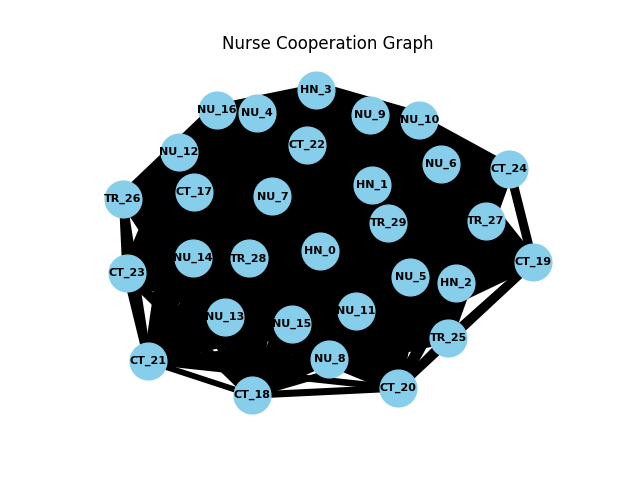 Nurse Cooperation Graph
HN_3
NU_16
NU_4
NU_9
NU_10
CT_22
NU_12
NU_6
CT_24
HN_1
CT_17
NU_7
TR_26
TR_29
TR_27
HN_0
NU_14
TR_28
CT_19
CT_23
NU_5
HN_2
NU_11
NU_13
NU_15
TR_25
NU_8
CT_21
CT_20
CT_18